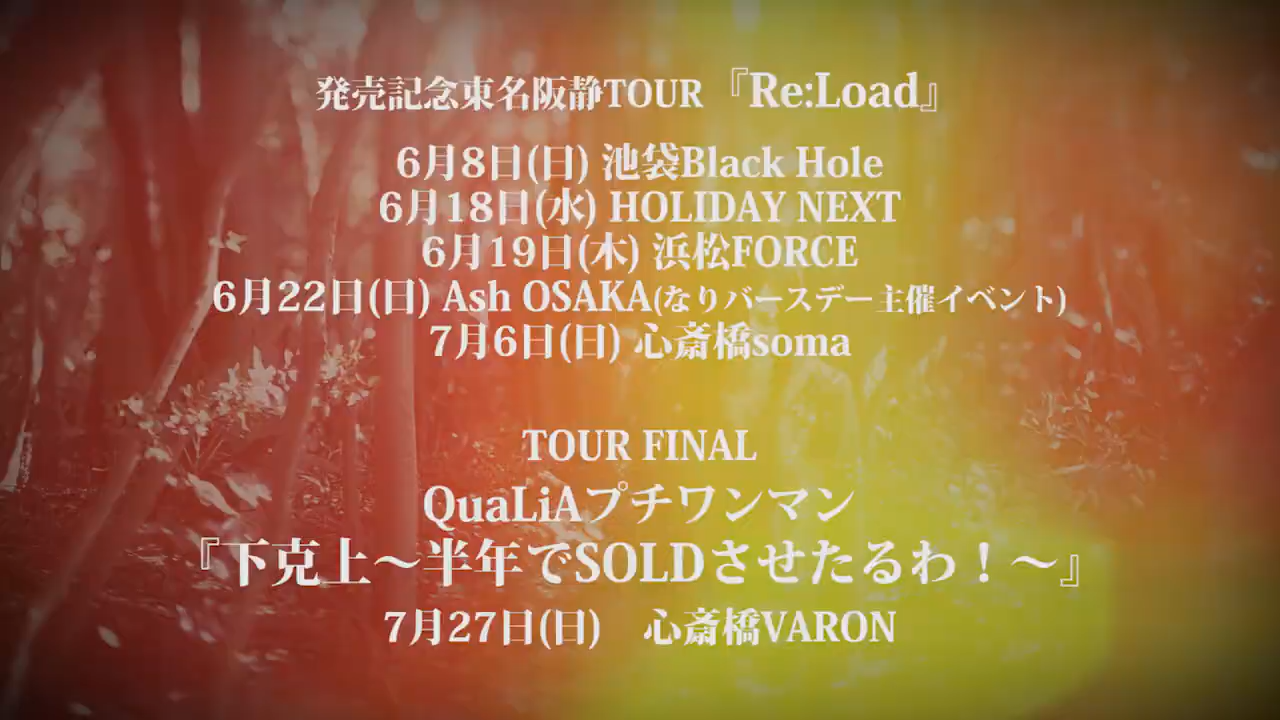 発売記念東名阪静TOUR『Re:Load』
6月8日(日) 池袋Black Hole
6月18日(水) HOLIDAY NEXT
6月19日(木) 浜松FORCE
6月22日(日) Ash OSAKA(なりバースデー主催イベント)
7月6日(日) 心斎橋soma
TOUR FINAL
QuaLiAプチワンマン
『下克上～半年でSOLDさせたるわ！～』
7月27日(日)　心斎橋VARON